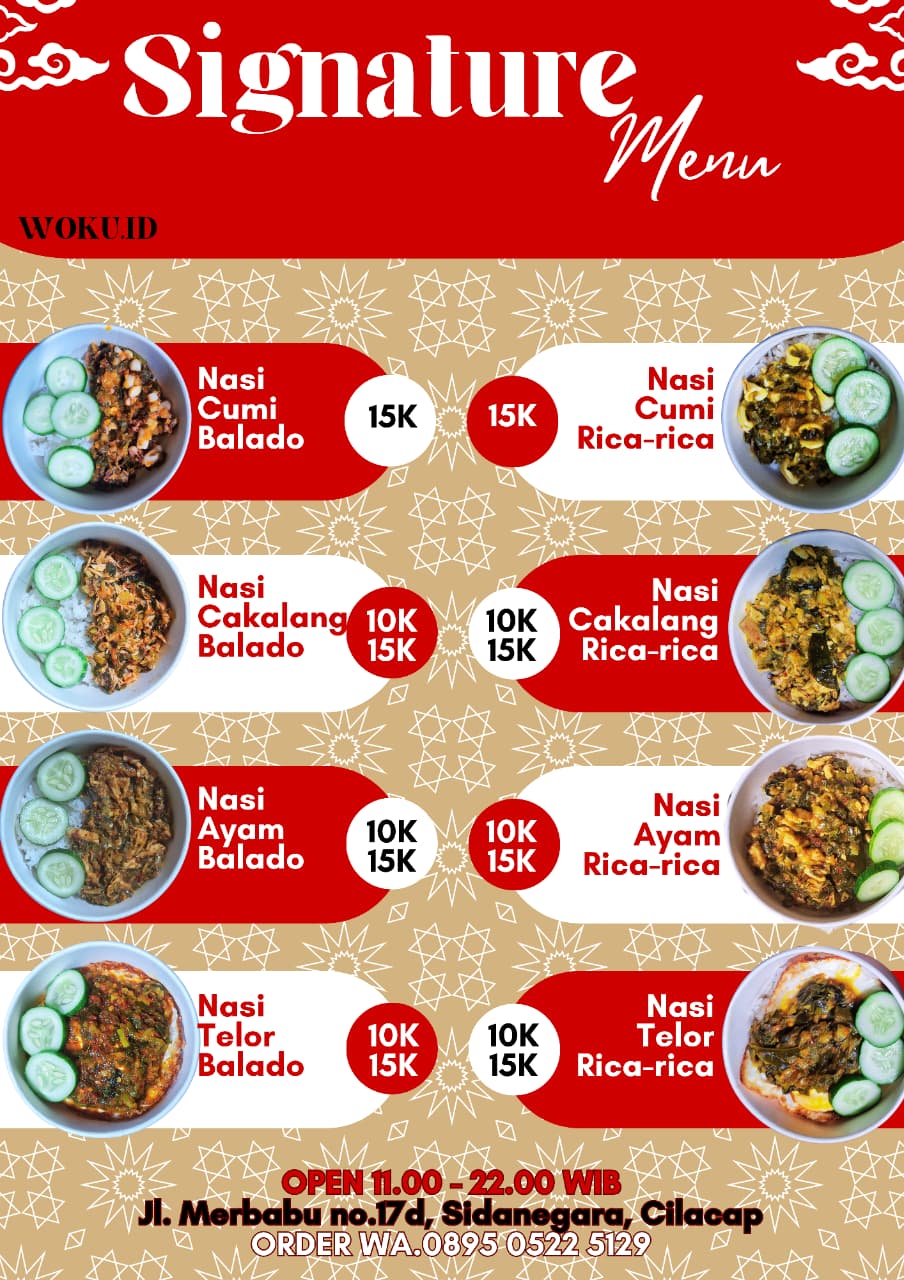 Signature
Menu
WOKU.ID
Nasi
Cumi
Balado
15K
15K
Nasi
Cumi
Rica-rica
Nasi
Cakalang
Balado
10K
15K
10K
15K
Nasi
Cakalang
Rica-rica
Nasi
Ayam
Balado
10K
15K
10K
15K
Nasi
Ayam
Rica-rica
Nasi
Telor
Balado
10K
15K
10K
15K
Nasi
Telor
Rica-rica
OPEN 11.00 - 22.00 WIB
Jl. Merbabu no.17d, Sidanegara, Cilacap
ORDER WA.0895 0522 5129